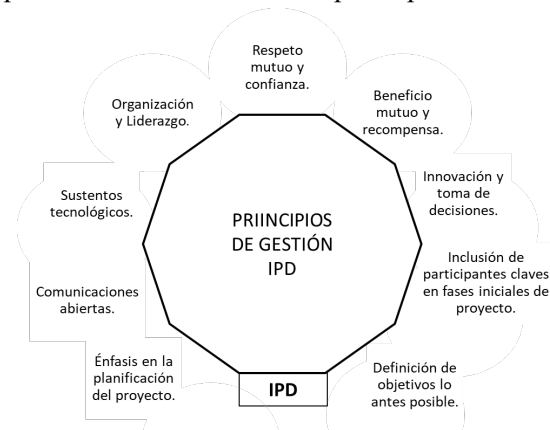 Respeto
mutuo y
confianza.
Beneficio
mutuo y
recompensa.
Innovación y
toma de
decisiones.
Inclusión de
participantes claves
en fases iniciales de
proyecto.
Definición de
objetivos lo
antes posible.
IPD
Énfasis en la
planificación
del proyecto.
Comunicaciones
abiertas.
Sustentos
tecnológicos.
Organización
y Liderazgo.
PRIINCIPIOS
DE GESTIÓN
IPD